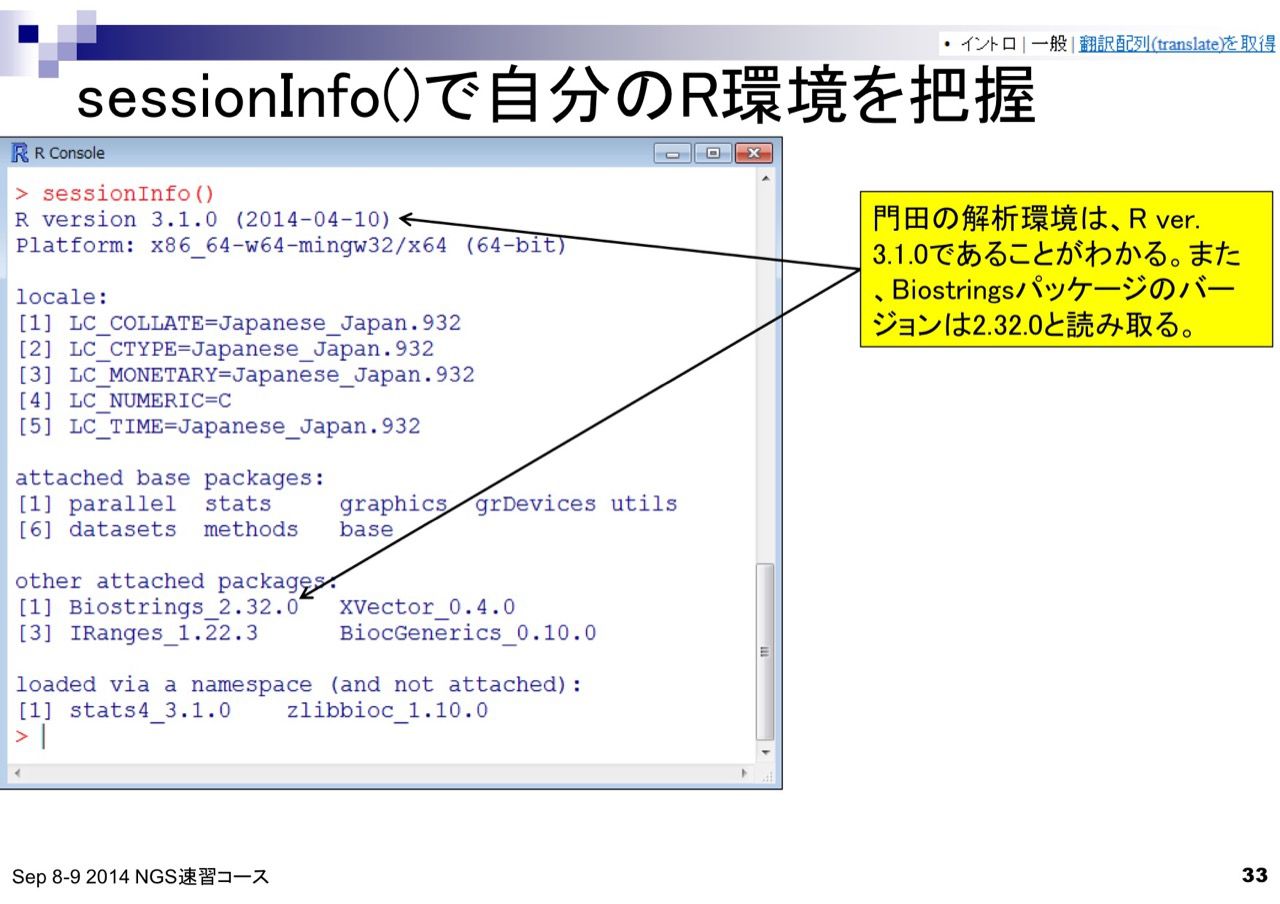 • イントロ | 一般 | 翻訳配列(translate)を取得
sessionInfo()で自分のR環境を把握
R Console
> sessionInfo()
R version 3.1.0 (2014-04-10)
Platform: x86_64-w64-mingw32/x64 (64-bit)
locale:
[1] LC_COLLATE=Japanese_Japan.932
[2] LC_CTYPE=Japanese_Japan.932
[3] LC_MONETARY=Japanese_Japan.932
[4] LC_NUMERIC=C
[5] LC_TIME=Japanese_Japan.932
attached base packages:
[1] parallel  stats     graphics  grDevices utils
[6] datasets  methods   base
other attached packages:
[1] Biostrings_2.32.0   XVector_0.4.0
[3] IRanges_1.22.3      BiocGenerics_0.10.0
loaded via a namespace (and not attached):
[1] stats4_3.1.0    zlibbioc_1.10.0
>
門田の解析環境は、R ver.
3.1.0であることがわかる。また
、Biostringsパッケージのバー
ジョンは2.32.0と読み取る。
Sep 8-9 2014 NGS速習コース
33